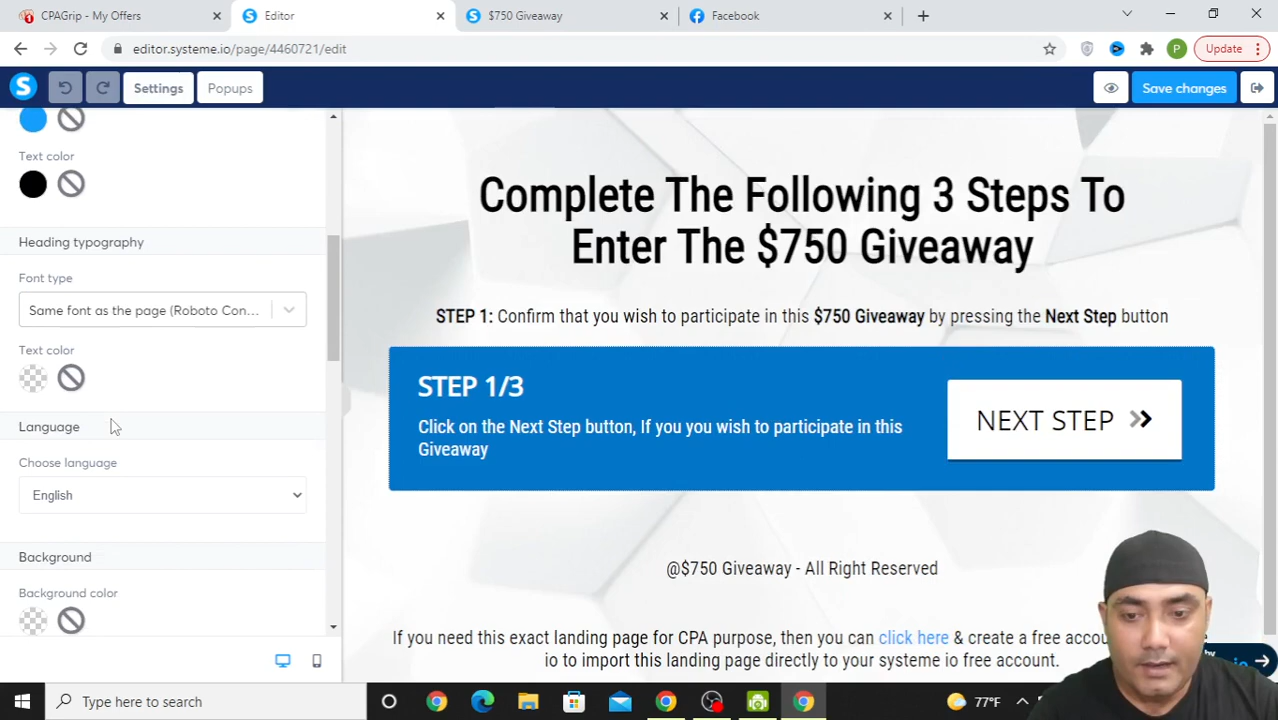 CPAGrip - My Offers
Editor
$750 Giveaway
Facebook
editor.systeme.io/page/4460721/edit
P
Update
Settings
Popups
Save changes
Text color
Heading typography
Font type
Same font as the page (Roboto Con...
Text color
Language
Choose language
English
Background
Background color
Complete The Following 3 Steps To
Enter The $750 Giveaway
STEP 1: Confirm that you wish to participate in this $750 Giveaway by pressing the Next Step button
STEP 1/3
Click on the Next Step button, If you you wish to participate in this
Giveaway
NEXT STEP
@$750 Giveaway - All Right Reserved
If you need this exact landing page for CPA purpose, then you can click here & create a free
io to import this landing page directly to your systeme io free account.
Type here to search
77°F